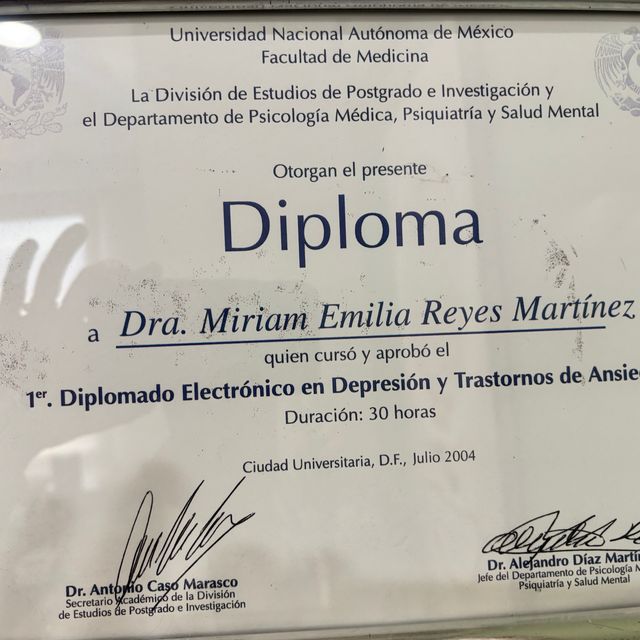 Universidad Nacional Autónoma de México
Facultad de Medicina
La División de Estudios de Postgrado e Investigación y
el Departamento de Psicología Médica, Psiquiatría y Salud Mental
Otorgan el presente
Diploma
a Dra. Miriam Emilia Reyes Martínez
quien cursó y aprobó el
1er. Diplomado Electrónico en Depresión y Trastornos de Ansie
Duración: 30 horas
Ciudad Universitaria, D.F., Julio 2004
Dr. Antonio Caso Marasco
Secretario Académico de la División
de Estudios de Postgrado e Investigación
Dr. Alejandro Díaz Martí
Jefe del Departamento de Psicología M
Psiquiatría y Salud Mental